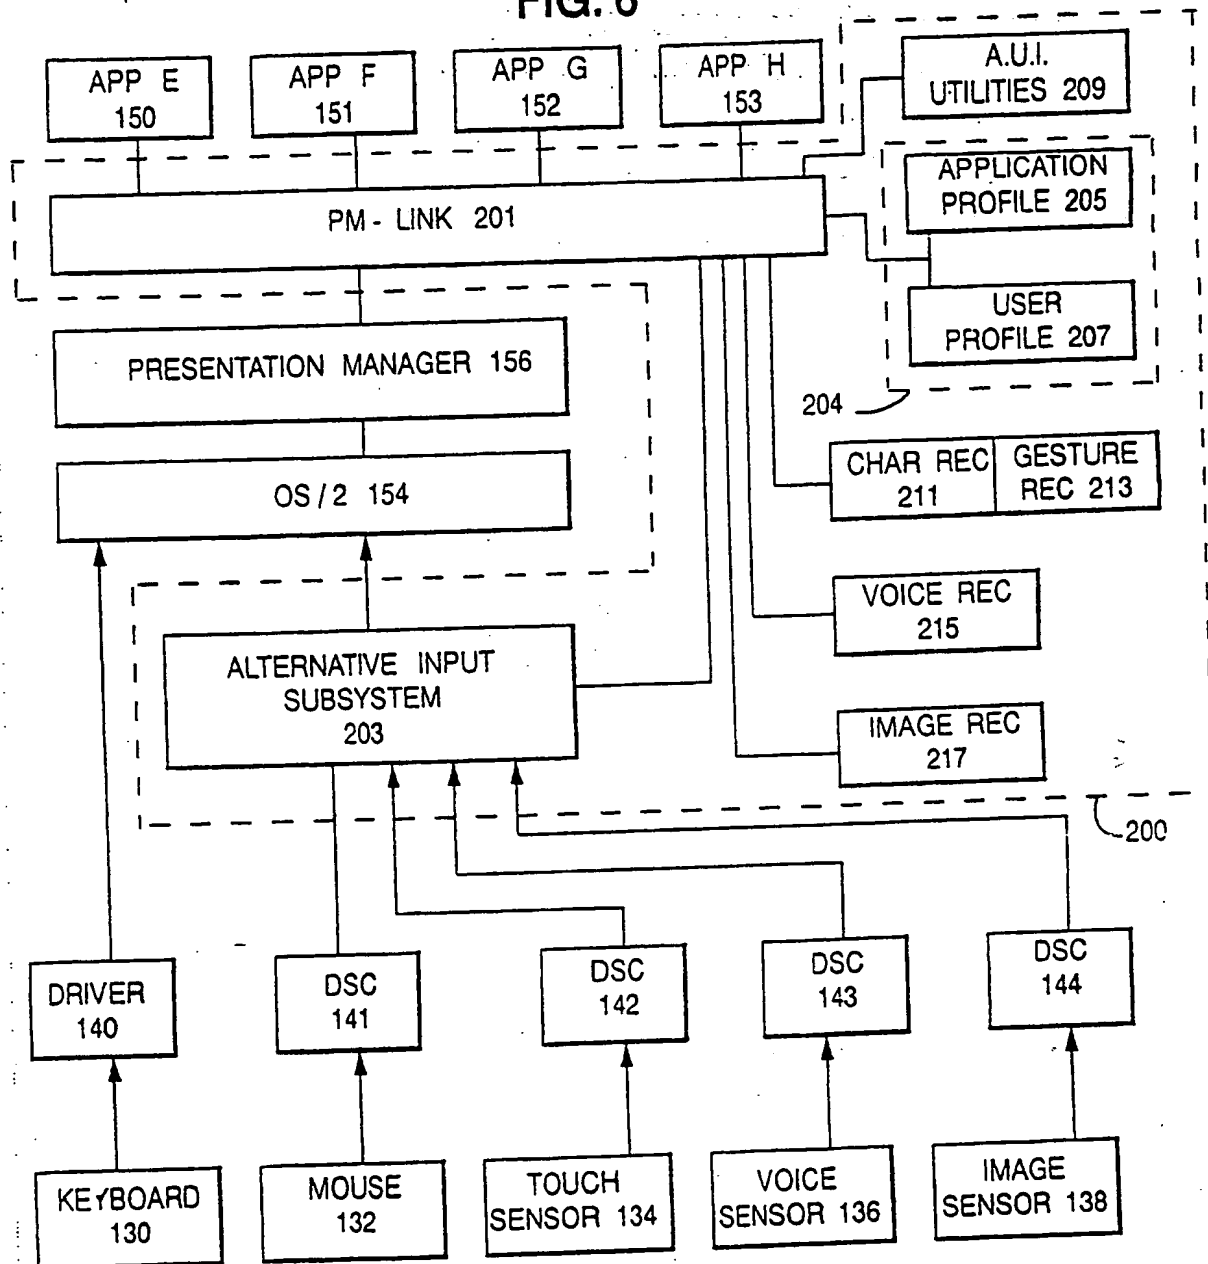 FIG. 6
APP E
150
APP F
151
APP G
152
APP H
153
A.U.I.
UTILITIES 209
APPLICATION
PROFILE 205
PM - LINK 201
USER
PROFILE 207
PRESENTATION MANAGER 156
204
CHAR REC
211
GESTURE
REC 213
OS / 2 154
VOICE REC
215
ALTERNATIVE INPUT
SUBSYSTEM
203
IMAGE REC
217
200
DRIVER
140
DSC
141
DSC
142
DSC
143
DSC
144
KEYBOARD
130
MOUSE
132
TOUCH
SENSOR 134
VOICE
SENSOR 136
IMAGE
SENSOR 138